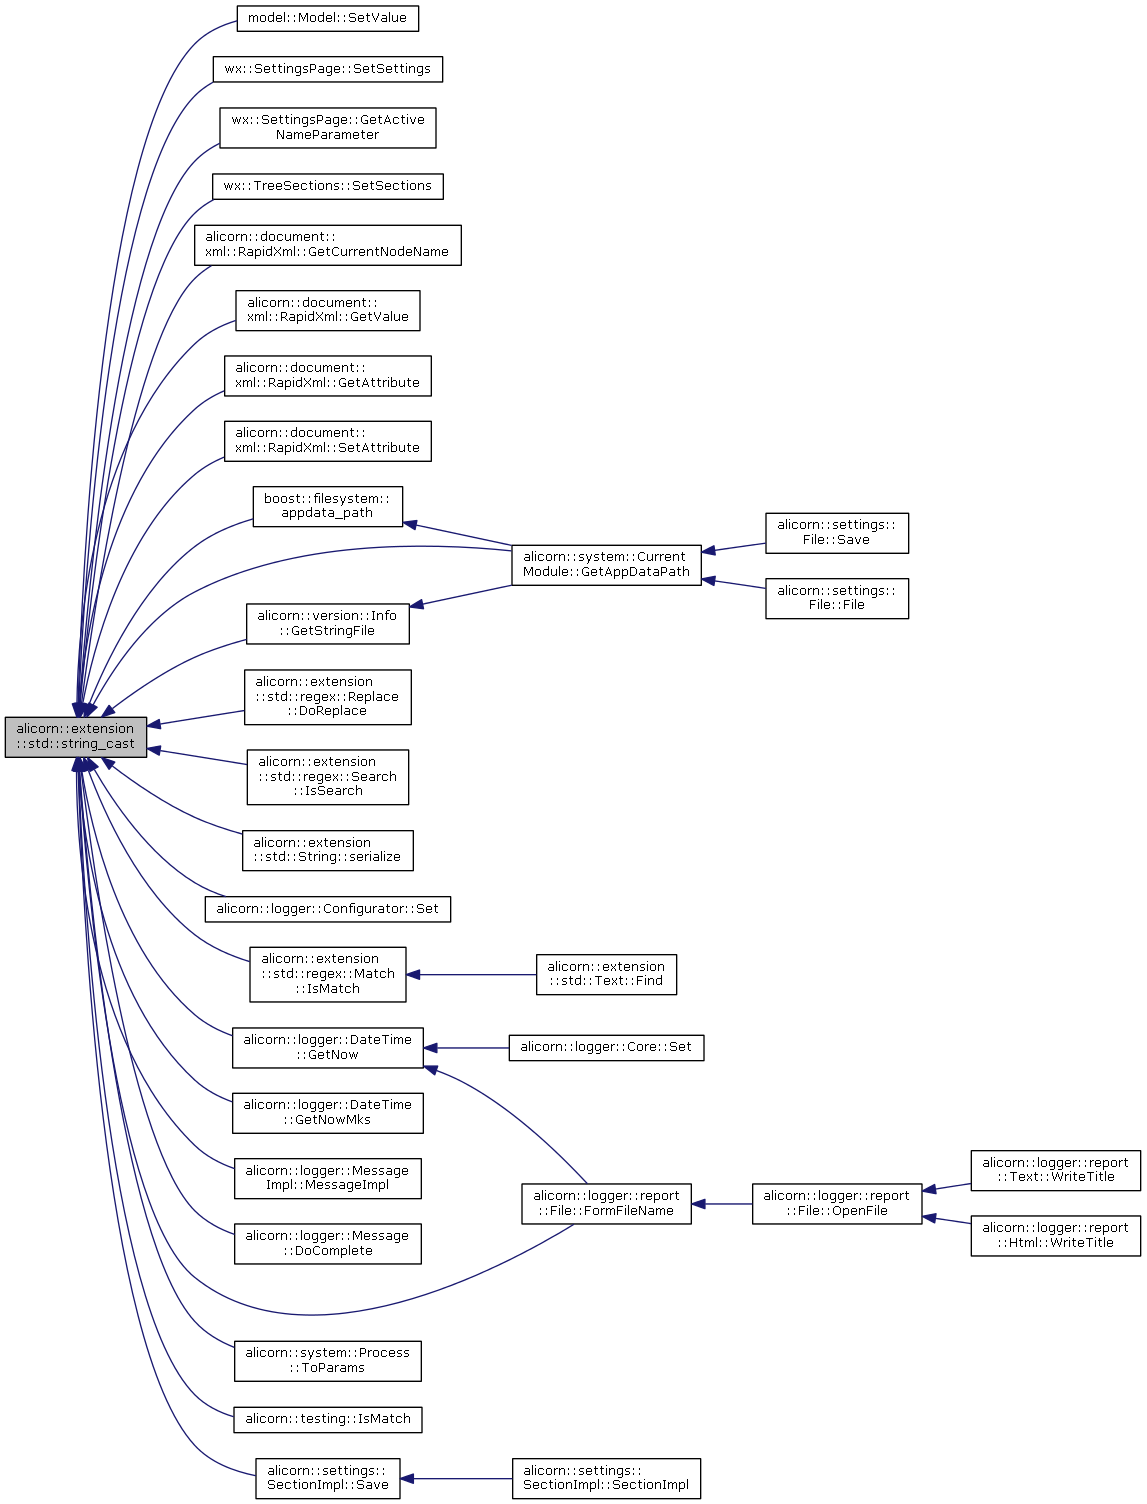 model::Model::SetValue
wx::SettingsPage::SetSettings
wx::SettingsPage::GetActive
NameParameter
wx::TreeSections::SetSections
alicorn::document::
xml::RapidXml::GetCurrentNodeName
alicorn::document::
xml::RapidXml::GetValue
alicorn::document::
xml::RapidXml::GetAttribute
alicorn::document::
xml::RapidXml::SetAttribute
boost::filesystem::
appdata_path
alicorn::system::Current
Module::GetAppDataPath
alicorn::settings::
File::Save
alicorn::settings::
File::File
alicorn::version::Info
::GetStringFile
alicorn::extension
::std::regex::Replace
::DoReplace
alicorn::extension
::std::string_cast
alicorn::extension
::std::regex::Search
::IsSearch
alicorn::extension
::std::String::serialize
alicorn::logger::Configurator::Set
alicorn::extension
::std::regex::Match
::IsMatch
alicorn::extension
::std::Text::Find
alicorn::logger::DateTime
::GetNow
alicorn::logger::Core::Set
alicorn::logger::DateTime
::GetNowMks
alicorn::logger::Message
Impl::MessageImpl
alicorn::logger::report
::File::FormFileName
alicorn::logger::report
::File::OpenFile
alicorn::logger::report
::Text::WriteTitle
alicorn::logger::report
::Html::WriteTitle
alicorn::logger::Message
::DoComplete
alicorn::system::Process
::ToParams
alicorn::testing::IsMatch
alicorn::settings::
SectionImpl::Save
alicorn::settings::
SectionImpl::SectionImpl